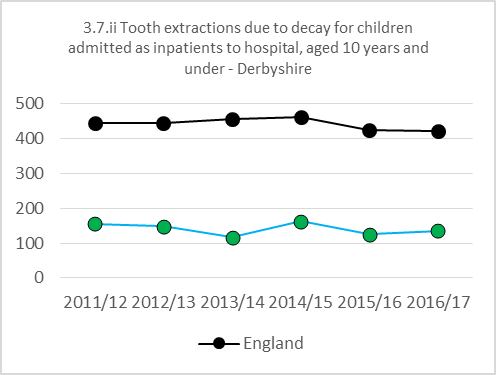 3.7.ii Tooth extractions due to decay for children
admitted as inpatients to hospital, aged 10 years and
under - Derbyshire
500
400
300
200
100
0
2011/12 2012/13 2013/14 2014/15 2015/16 2016/17
England